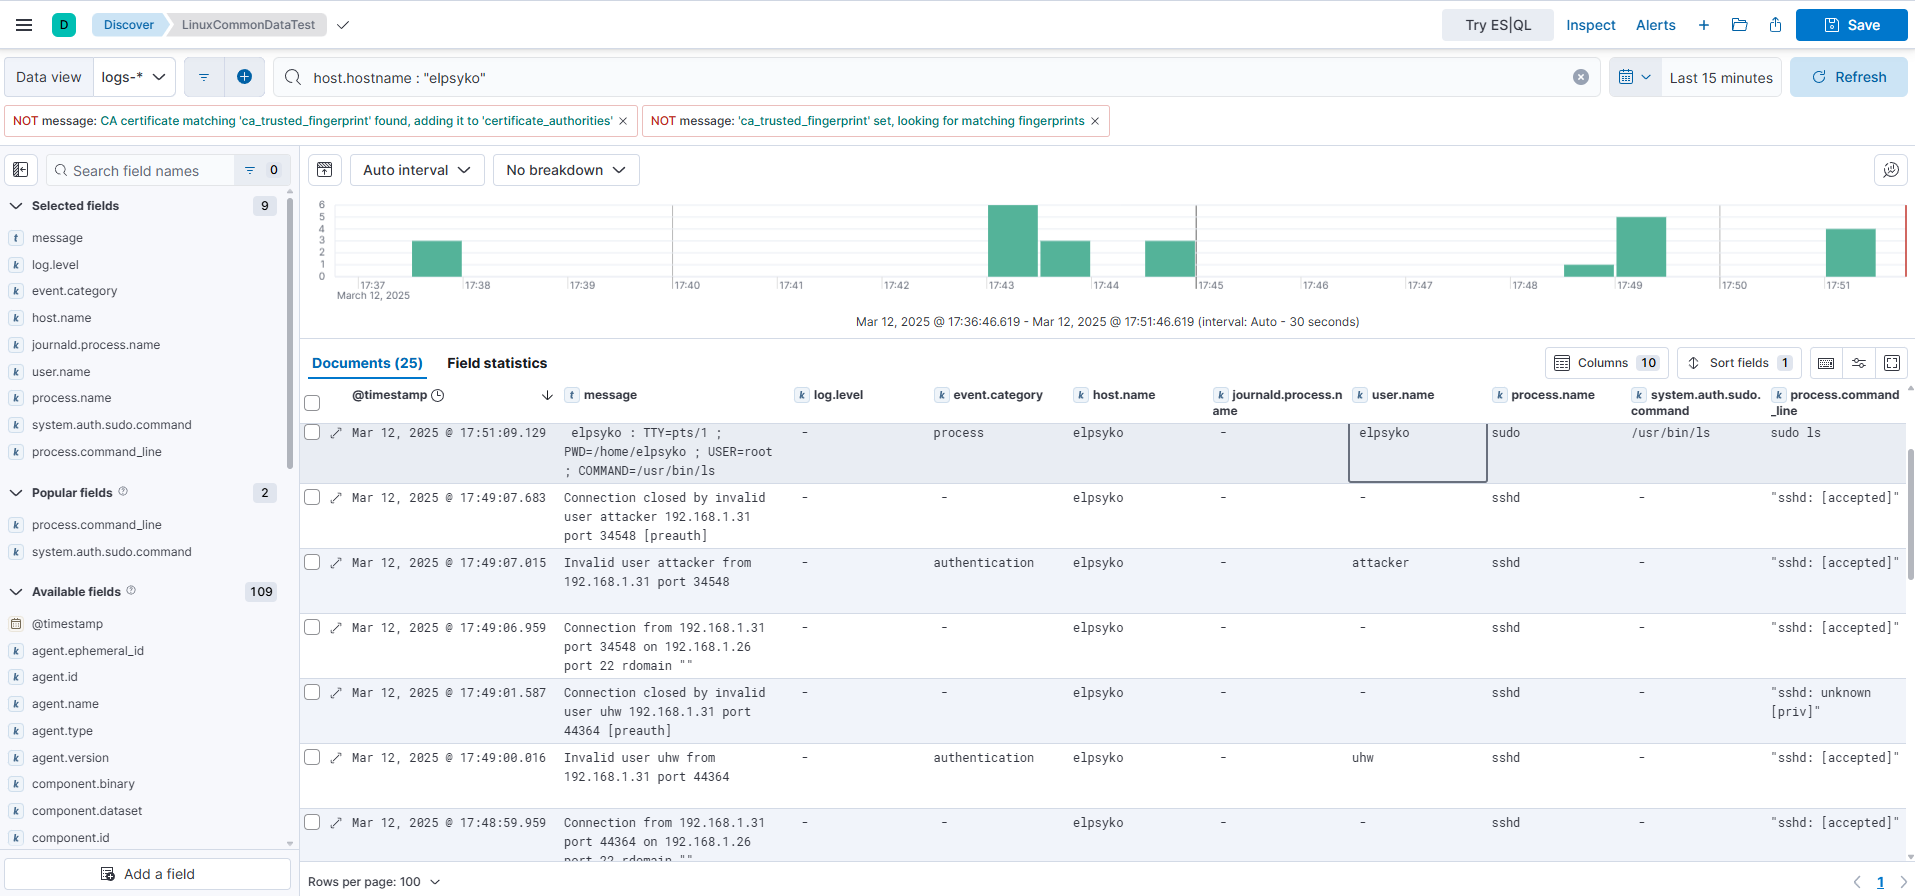 D Discover LinuxCommonDataTest Try ES|QL Inspect Alerts + Save
Data view logs-* host.hostname : "elpsyko" Last 15 minutes Refresh
NOT message: CA certificate matching 'ca_trusted_fingerprint' found, adding it to 'certificate_authorities' × NOT message: 'ca_trusted_fingerprint' set, looking for matching fingerprints ×
Search field names 0
Auto interval No breakdown
Selected fields 9
t message
k log.level
k event.category
k host.name
k journald.process.name
k user.name
k process.name
k system.auth.sudo.command
k process.command_line
Popular fields 2
k process.command_line
k system.auth.sudo.command
Available fields 109
@timestamp
k agent.ephemeral_id
k agent.id
k agent.name
k agent.type
k agent.version
k component.binary
k component.dataset
k component.id
Add a field
6
5
4
3
2
1
0
17:37 17:38 17:39 17:40 17:41 17:42 17:43 17:44 17:45 17:46 17:47 17:48 17:49 17:50 17:51
March 12, 2025
Mar 12, 2025 @ 17:36:46.619 - Mar 12, 2025 @ 17:51:46.619 (interval: Auto - 30 seconds)
Documents (25) Field statistics Columns 10 Sort fields 1
@timestamp t message k log.level k event.category k host.name k journald.process.n k user.name k process.name k system.auth.sudo. k process.command
ame command _line
Mar 12, 2025 @ 17:51:09.129 elpsyko : TTY=pts/1 ; - process elpsyko - elpsyko sudo /usr/bin/ls sudo ls
PWD=/home/elpsyko ; USER=root
; COMMAND=/usr/bin/ls
Mar 12, 2025 @ 17:49:07.683 Connection closed by invalid - - elpsyko - - sshd - "sshd: [accepted]"
user attacker 192.168.1.31
port 34548 [preauth]
Mar 12, 2025 @ 17:49:07.015 Invalid user attacker from - authentication elpsyko - attacker sshd - "sshd: [accepted]"
192.168.1.31 port 34548
Mar 12, 2025 @ 17:49:06.959 Connection from 192.168.1.31 - - elpsyko - - sshd - "sshd: [accepted]"
port 34548 on 192.168.1.26
port 22 rdomain ""
Mar 12, 2025 @ 17:49:01.587 Connection closed by invalid - - elpsyko - - sshd - "sshd: unknown
user uhw 192.168.1.31 port [priv]"
44364 [preauth]
Mar 12, 2025 @ 17:49:00.016 Invalid user uhw from - authentication elpsyko - uhw sshd - "sshd: [accepted]"
192.168.1.31 port 44364
Mar 12, 2025 @ 17:48:59.959 Connection from 192.168.1.31 - - elpsyko - - sshd - "sshd: [accepted]"
port 44364 on 192.168.1.26
port 22 rdomain ""
Rows per page: 100 1